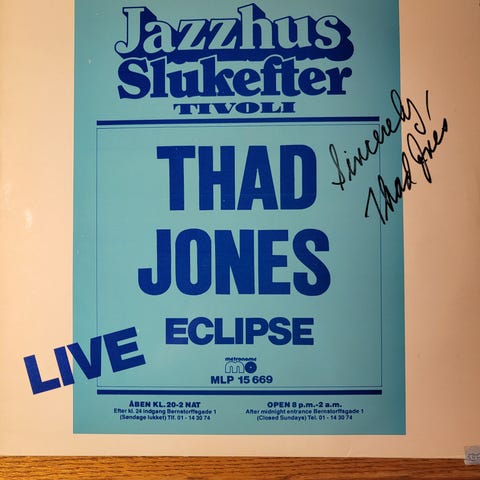 Jazzhus
Slukefter
TIVOLI
Sincerely,
Thad Jones
THAD
JONES
ECLIPSE
LIVE
metronome
MLP 15 669
ÅBEN KL. 20-2 NAT
Efter kl. 24 indgang Bernstorffsgade 1
(Søndage lukket) Tlf. 01 - 14 30 74
OPEN 8 p.m.-2 a.m.
After midnight entrance Bernstorffsgade 1
(Closed Sundays) Tel. 01 - 14 30 74